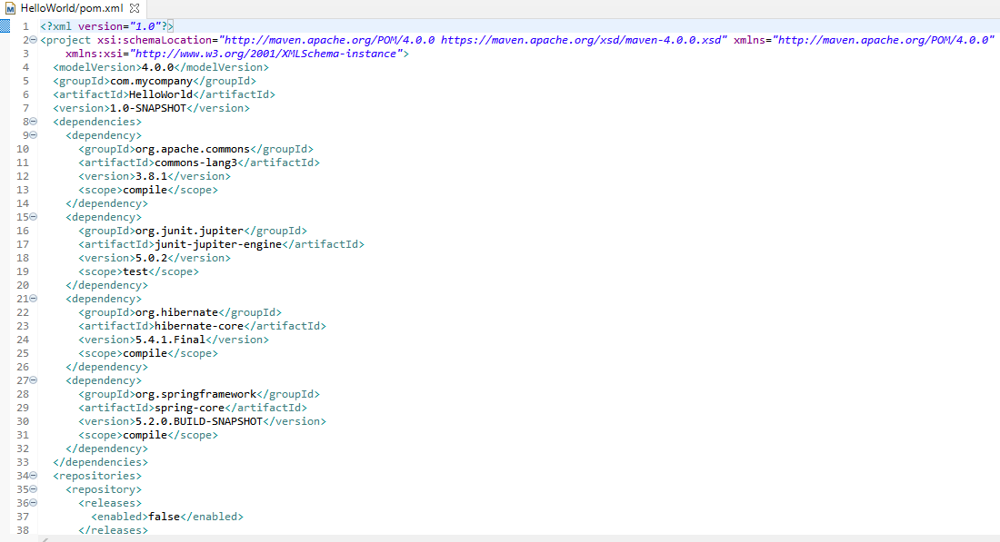 HelloWorld/pom.xml
1 <?xml version="1.0"?>
2 <project xsi:schemaLocation="http://maven.apache.org/POM/4.0.0 https://maven.apache.org/xsd/maven-4.0.0.xsd" xmlns="http://maven.apache.org/POM/4.0.0"
3 xmlns:xsi="http://www.w3.org/2001/XMLSchema-instance">
4 <modelVersion>4.0.0</modelVersion>
5 <groupId>com.mycompany</groupId>
6 <artifactId>HelloWorld</artifactId>
7 <version>1.0-SNAPSHOT</version>
8 <dependencies>
9 <dependency>
10 <groupId>org.apache.commons</groupId>
11 <artifactId>commons-lang3</artifactId>
12 <version>3.8.1</version>
13 <scope>compile</scope>
14 </dependency>
15 <dependency>
16 <groupId>org.junit.jupiter</groupId>
17 <artifactId>junit-jupiter-engine</artifactId>
18 <version>5.0.2</version>
19 <scope>test</scope>
20 </dependency>
21 <dependency>
22 <groupId>org.hibernate</groupId>
23 <artifactId>hibernate-core</artifactId>
24 <version>5.4.1.Final</version>
25 <scope>compile</scope>
26 </dependency>
27 <dependency>
28 <groupId>org.springframework</groupId>
29 <artifactId>spring-core</artifactId>
30 <version>5.2.0.BUILD-SNAPSHOT</version>
31 <scope>compile</scope>
32 </dependency>
33 </dependencies>
34 <repositories>
35 <repository>
36 <releases>
37 <enabled>false</enabled>
38 </releases>